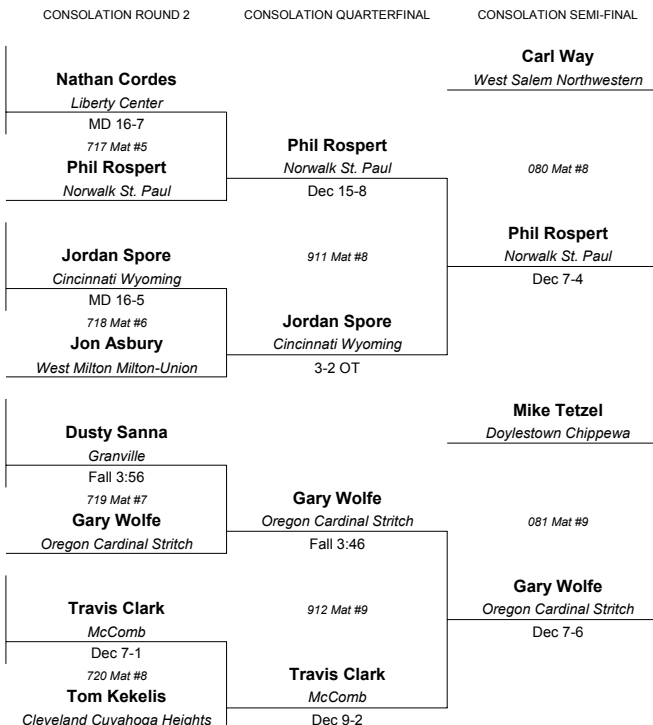 CONSOLATION ROUND 2
CONSOLATION QUARTERFINAL
CONSOLATION SEMI-FINAL
Nathan Cordes
Liberty Center
MD 16-7
717 Mat #5
Phil Rospert
Norwalk St. Paul
Jordan Spore
Cincinnati Wyoming
MD 16-5
718 Mat #6
Jon Asbury
West Milton Milton-Union
Dusty Sanna
Granville
Fall 3:56
719 Mat #7
Gary Wolfe
Oregon Cardinal Stritch
Travis Clark
McComb
Dec 7-1
720 Mat #8
Tom Kekelis
Cleveland Cuyahoga Heights
Phil Rospert
Norwalk St. Paul
Dec 15-8
911 Mat #8
Jordan Spore
Cincinnati Wyoming
3-2 OT
Gary Wolfe
Oregon Cardinal Stritch
Fall 3:46
912 Mat #9
Travis Clark
McComb
Dec 9-2
Carl Way
West Salem Northwestern
080 Mat #8
Phil Rospert
Norwalk St. Paul
Dec 7-4
Mike Tetzel
Doylestown Chippewa
081 Mat #9
Gary Wolfe
Oregon Cardinal Stritch
Dec 7-6